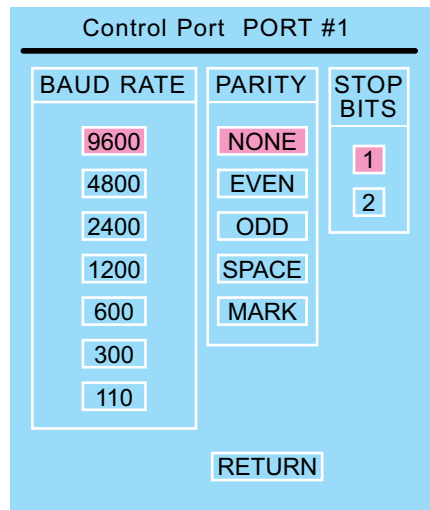 Control Port PORT #1
BAUD RATE
9600
4800
2400
1200
600
300
110
PARITY
NONE
EVEN
ODD
SPACE
MARK
STOP
BITS
1
2
RETURN